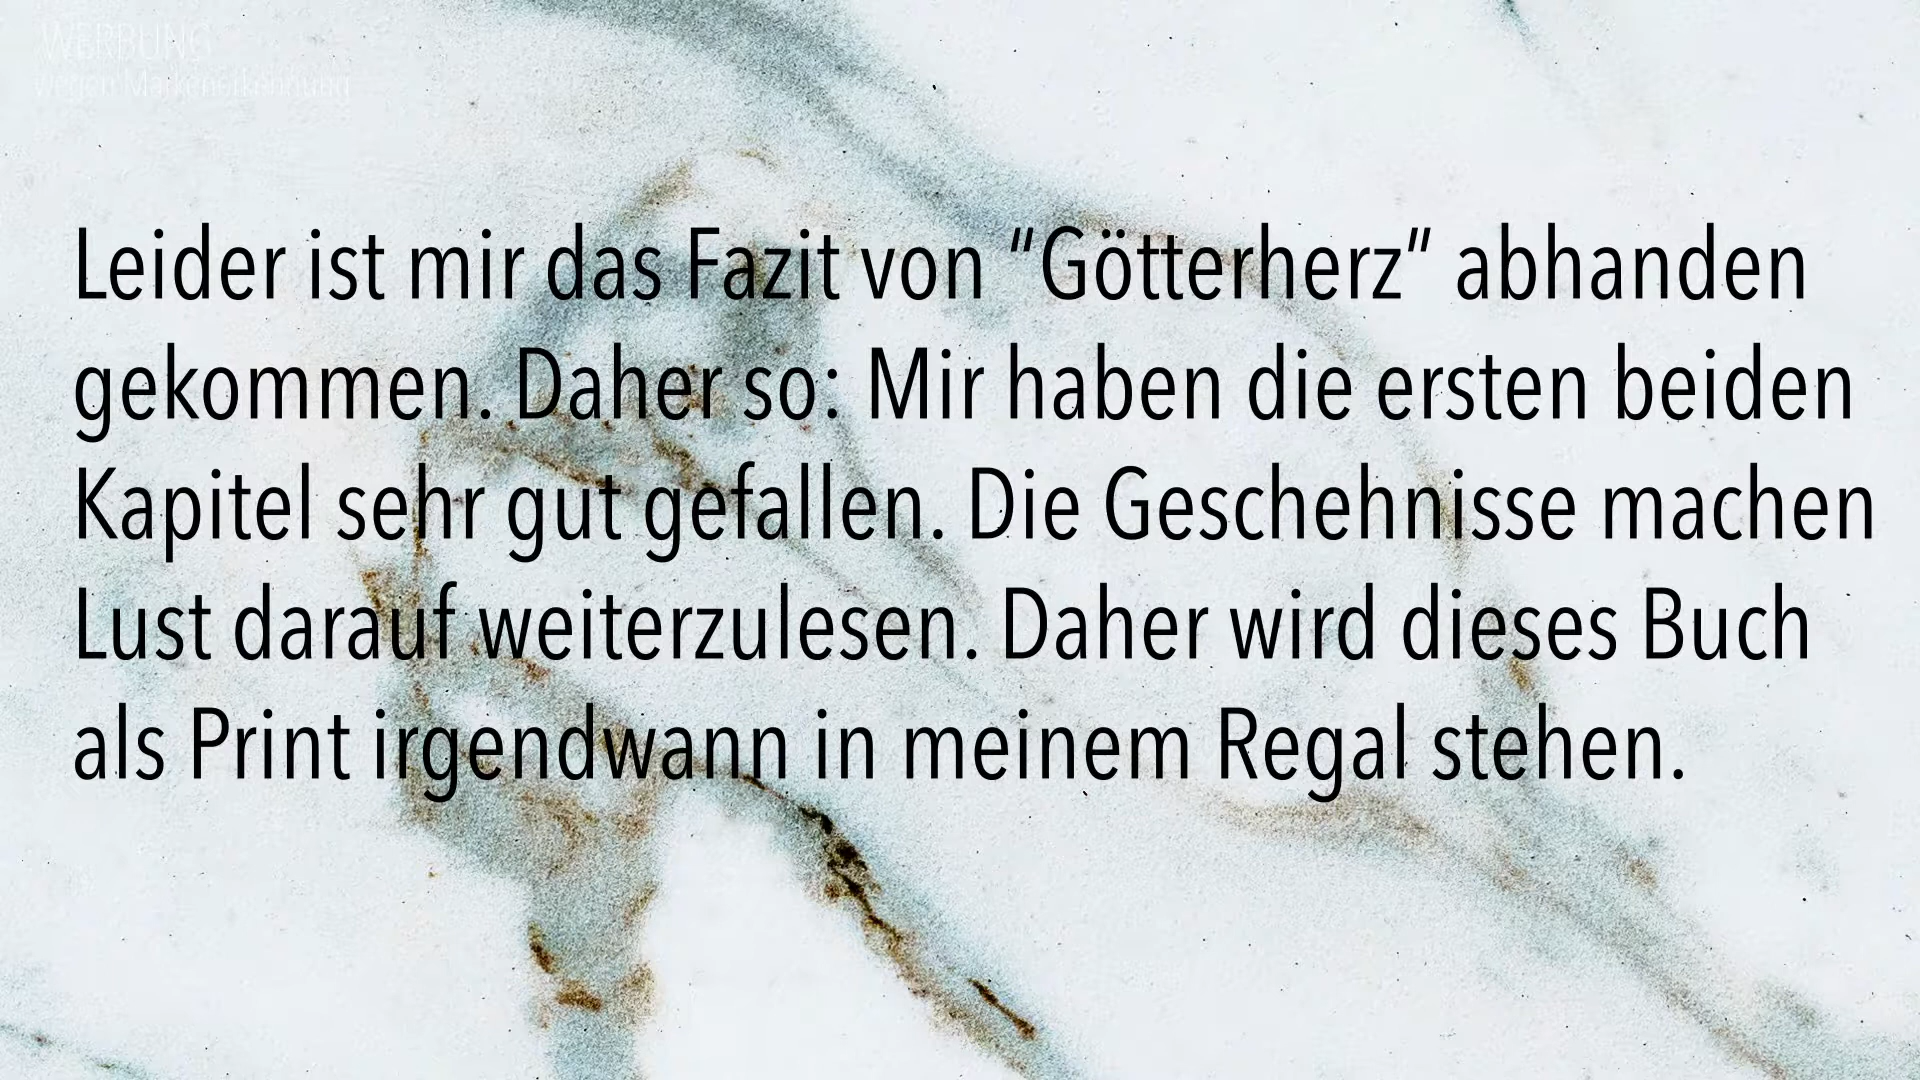 WERBUNG
wegen Markenerkennung
Leider ist mir das Fazit von “Götterherz” abhanden
gekommen. Daher so: Mir haben die ersten beiden
Kapitel sehr gut gefallen. Die Geschehnisse machen
Lust darauf weiterzulesen. Daher wird dieses Buch
als Print irgendwann in meinem Regal stehen.